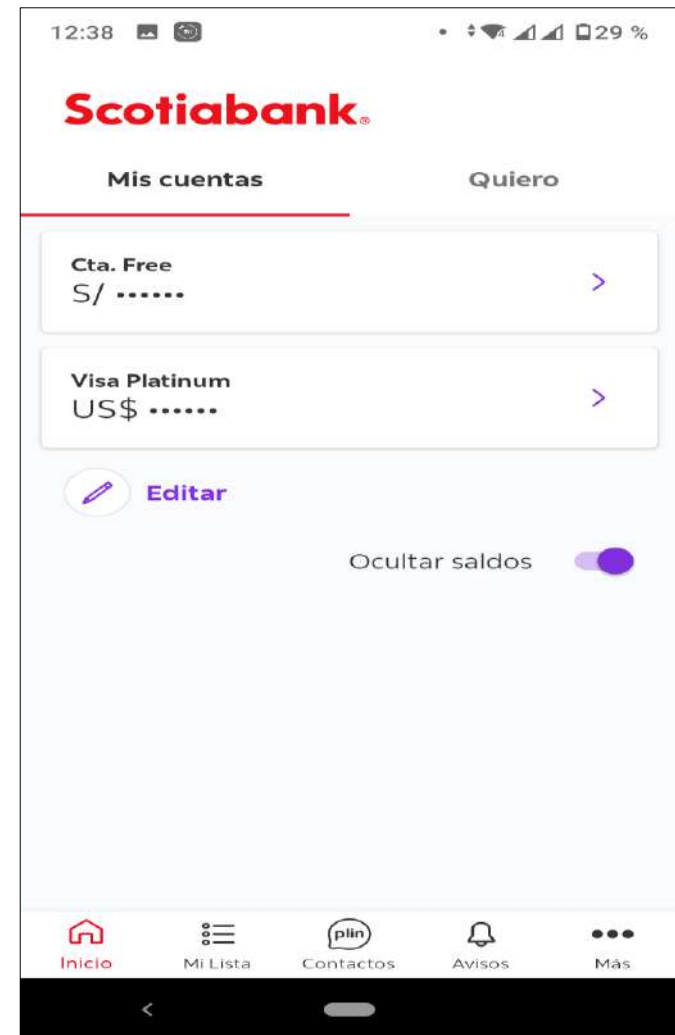 12:38 29 %
Scotiabank®
Mis cuentas Quiero
Cta. Free
S/ ••••••
Visa Platinum
US$ ••••••
Editar
Ocultar saldos
plin
Inicio Mi Lista Contactos Avisos Más